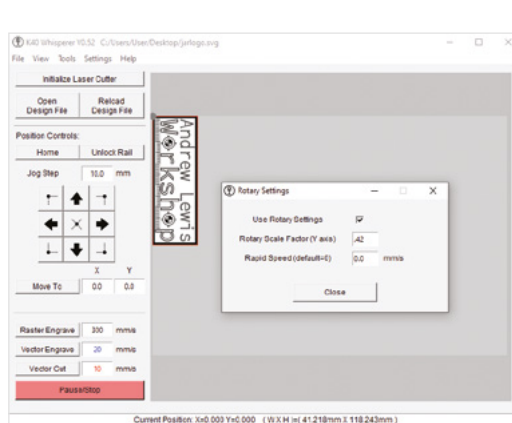 K40 Whisperer V0.52 C:/Users/User/Desktop/jarlogo.svg
File View Tools Settings Help
Initialize Laser Cutter
Open Design File
Reload Design File
Position Controls:
Home
Unlock Rail
Jog Step 10.0 mm
X Y
Move To 0.0 0.0
Raster Engrave 300 mm/s
Vector Engrave 20 mm/s
Vector Cut 10 mm/s
Pause/Stop
Andrew Lewis
Workshop
Rotary Settings
Use Rotary Settings
Rotary Scale Factor (Y axis) .42
Rapid Speed (default=0) 0.0 mm/s
Close
Current Position: X=0.000 Y=0.000 ( W X H )=( 41.218mm X 118.243mm )